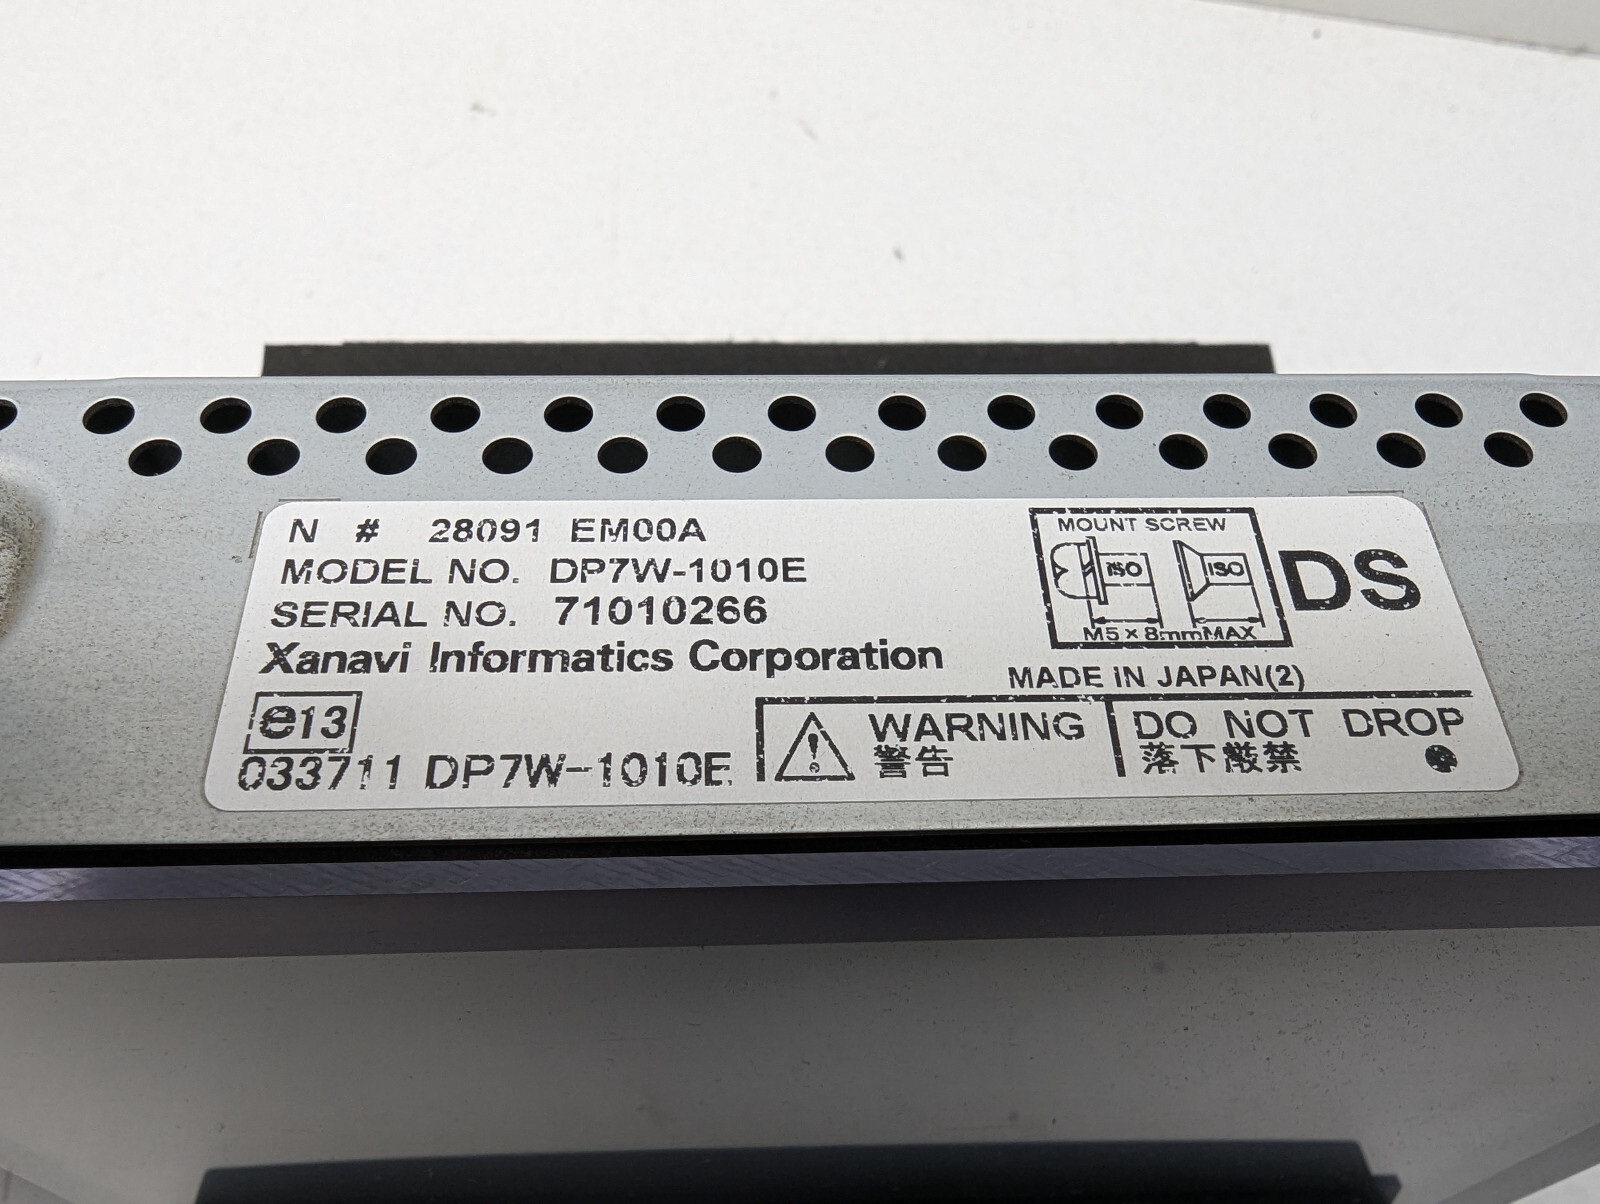 N # 28091 EM00A
MODEL NO. DP7W-1010E
SERIAL NO. 71010266
Xanavi Informatics Corporation
e13
033711 DP7W-1010E
MOUNT SCREW
ISO ISO
M5 × 8mmMAX
DS
MADE IN JAPAN(2)
WARNING
警告
DO NOT DROP
落下厳禁